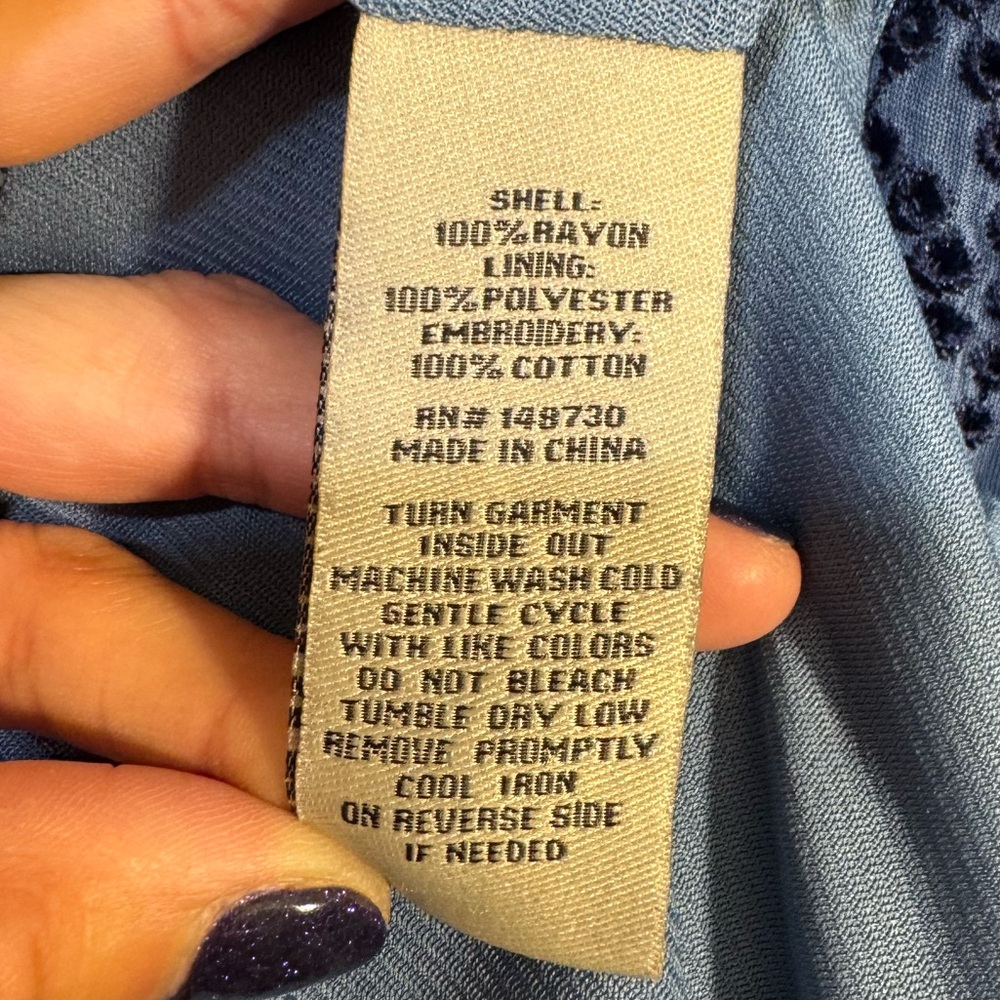 SHELL:
100%RAYON
LINING:
100%POLYESTER
EMBROIDERY:
100% COTTON
RN# 148730
MADE IN CHINA
TURN GARMENT
INSIDE OUT
MACHINE WASH COLD
GENTLE CYCLE
WITH LIKE COLORS
DO NOT BLEACH
TUMBLE DRY LOW
REMOVE PROMPTLY
COOL IRON
ON REVERSE SIDE
IF NEEDED